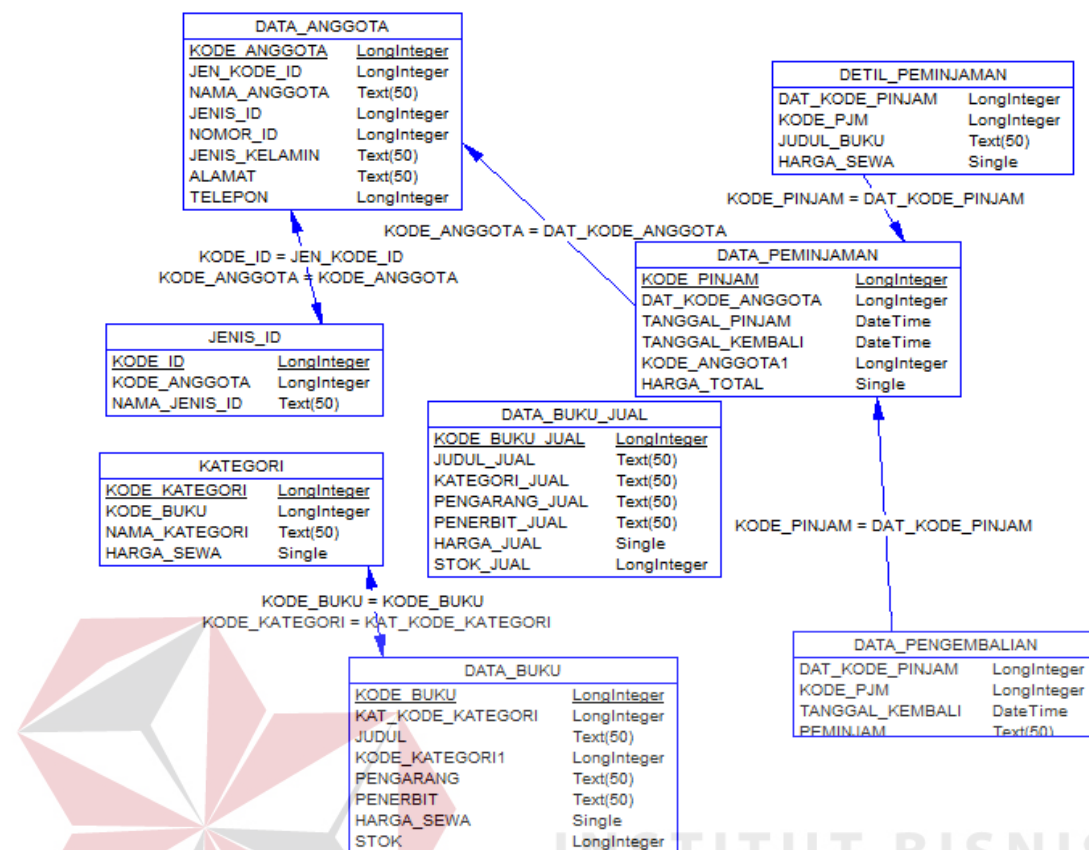 DATA_ANGGOTA
KODE_ANGGOTA LongInteger
JEN_KODE_ID LongInteger
NAMA_ANGGOTA Text(50)
JENIS_ID LongInteger
NOMOR_ID LongInteger
JENIS_KELAMIN Text(50)
ALAMAT Text(50)
TELEPON LongInteger
DETIL_PEMINJAMAN
DAT_KODE_PINJAM LongInteger
KODE_PJM LongInteger
JUDUL_BUKU Text(50)
HARGA_SEWA Single
KODE_PINJAM = DAT_KODE_PINJAM
KODE_ANGGOTA = DAT_KODE_ANGGOTA
KODE_ID = JEN_KODE_ID
KODE_ANGGOTA = KODE_ANGGOTA
DATA_PEMINJAMAN
KODE_PINJAM LongInteger
DAT_KODE_ANGGOTA LongInteger
TANGGAL_PINJAM DateTime
TANGGAL_KEMBALI DateTime
KODE_ANGGOTA1 LongInteger
HARGA_TOTAL Single
JENIS_ID
KODE_ID LongInteger
KODE_ANGGOTA LongInteger
NAMA_JENIS_ID Text(50)
DATA_BUKU_JUAL
KODE_BUKU_JUAL LongInteger
JUDUL_JUAL Text(50)
KATEGORI_JUAL Text(50)
PENGARANG_JUAL Text(50)
PENERBIT_JUAL Text(50)
HARGA_JUAL Single
STOK_JUAL LongInteger
KATEGORI
KODE_KATEGORI LongInteger
KODE_BUKU LongInteger
NAMA_KATEGORI Text(50)
HARGA_SEWA Single
KODE_PINJAM = DAT_KODE_PINJAM
KODE_BUKU = KODE_BUKU
KODE_KATEGORI = KAT_KODE_KATEGORI
DATA_PENGEMBALIAN
DAT_KODE_PINJAM LongInteger
KODE_PJM LongInteger
TANGGAL_KEMBALI DateTime
PEMINJAM Text(50)
DATA_BUKU
KODE_BUKU LongInteger
KAT_KODE_KATEGORI LongInteger
JUDUL Text(50)
KODE_KATEGORI1 LongInteger
PENGARANG Text(50)
PENERBIT Text(50)
HARGA_SEWA Single
STOK LongInteger
INSTITUT BISNI